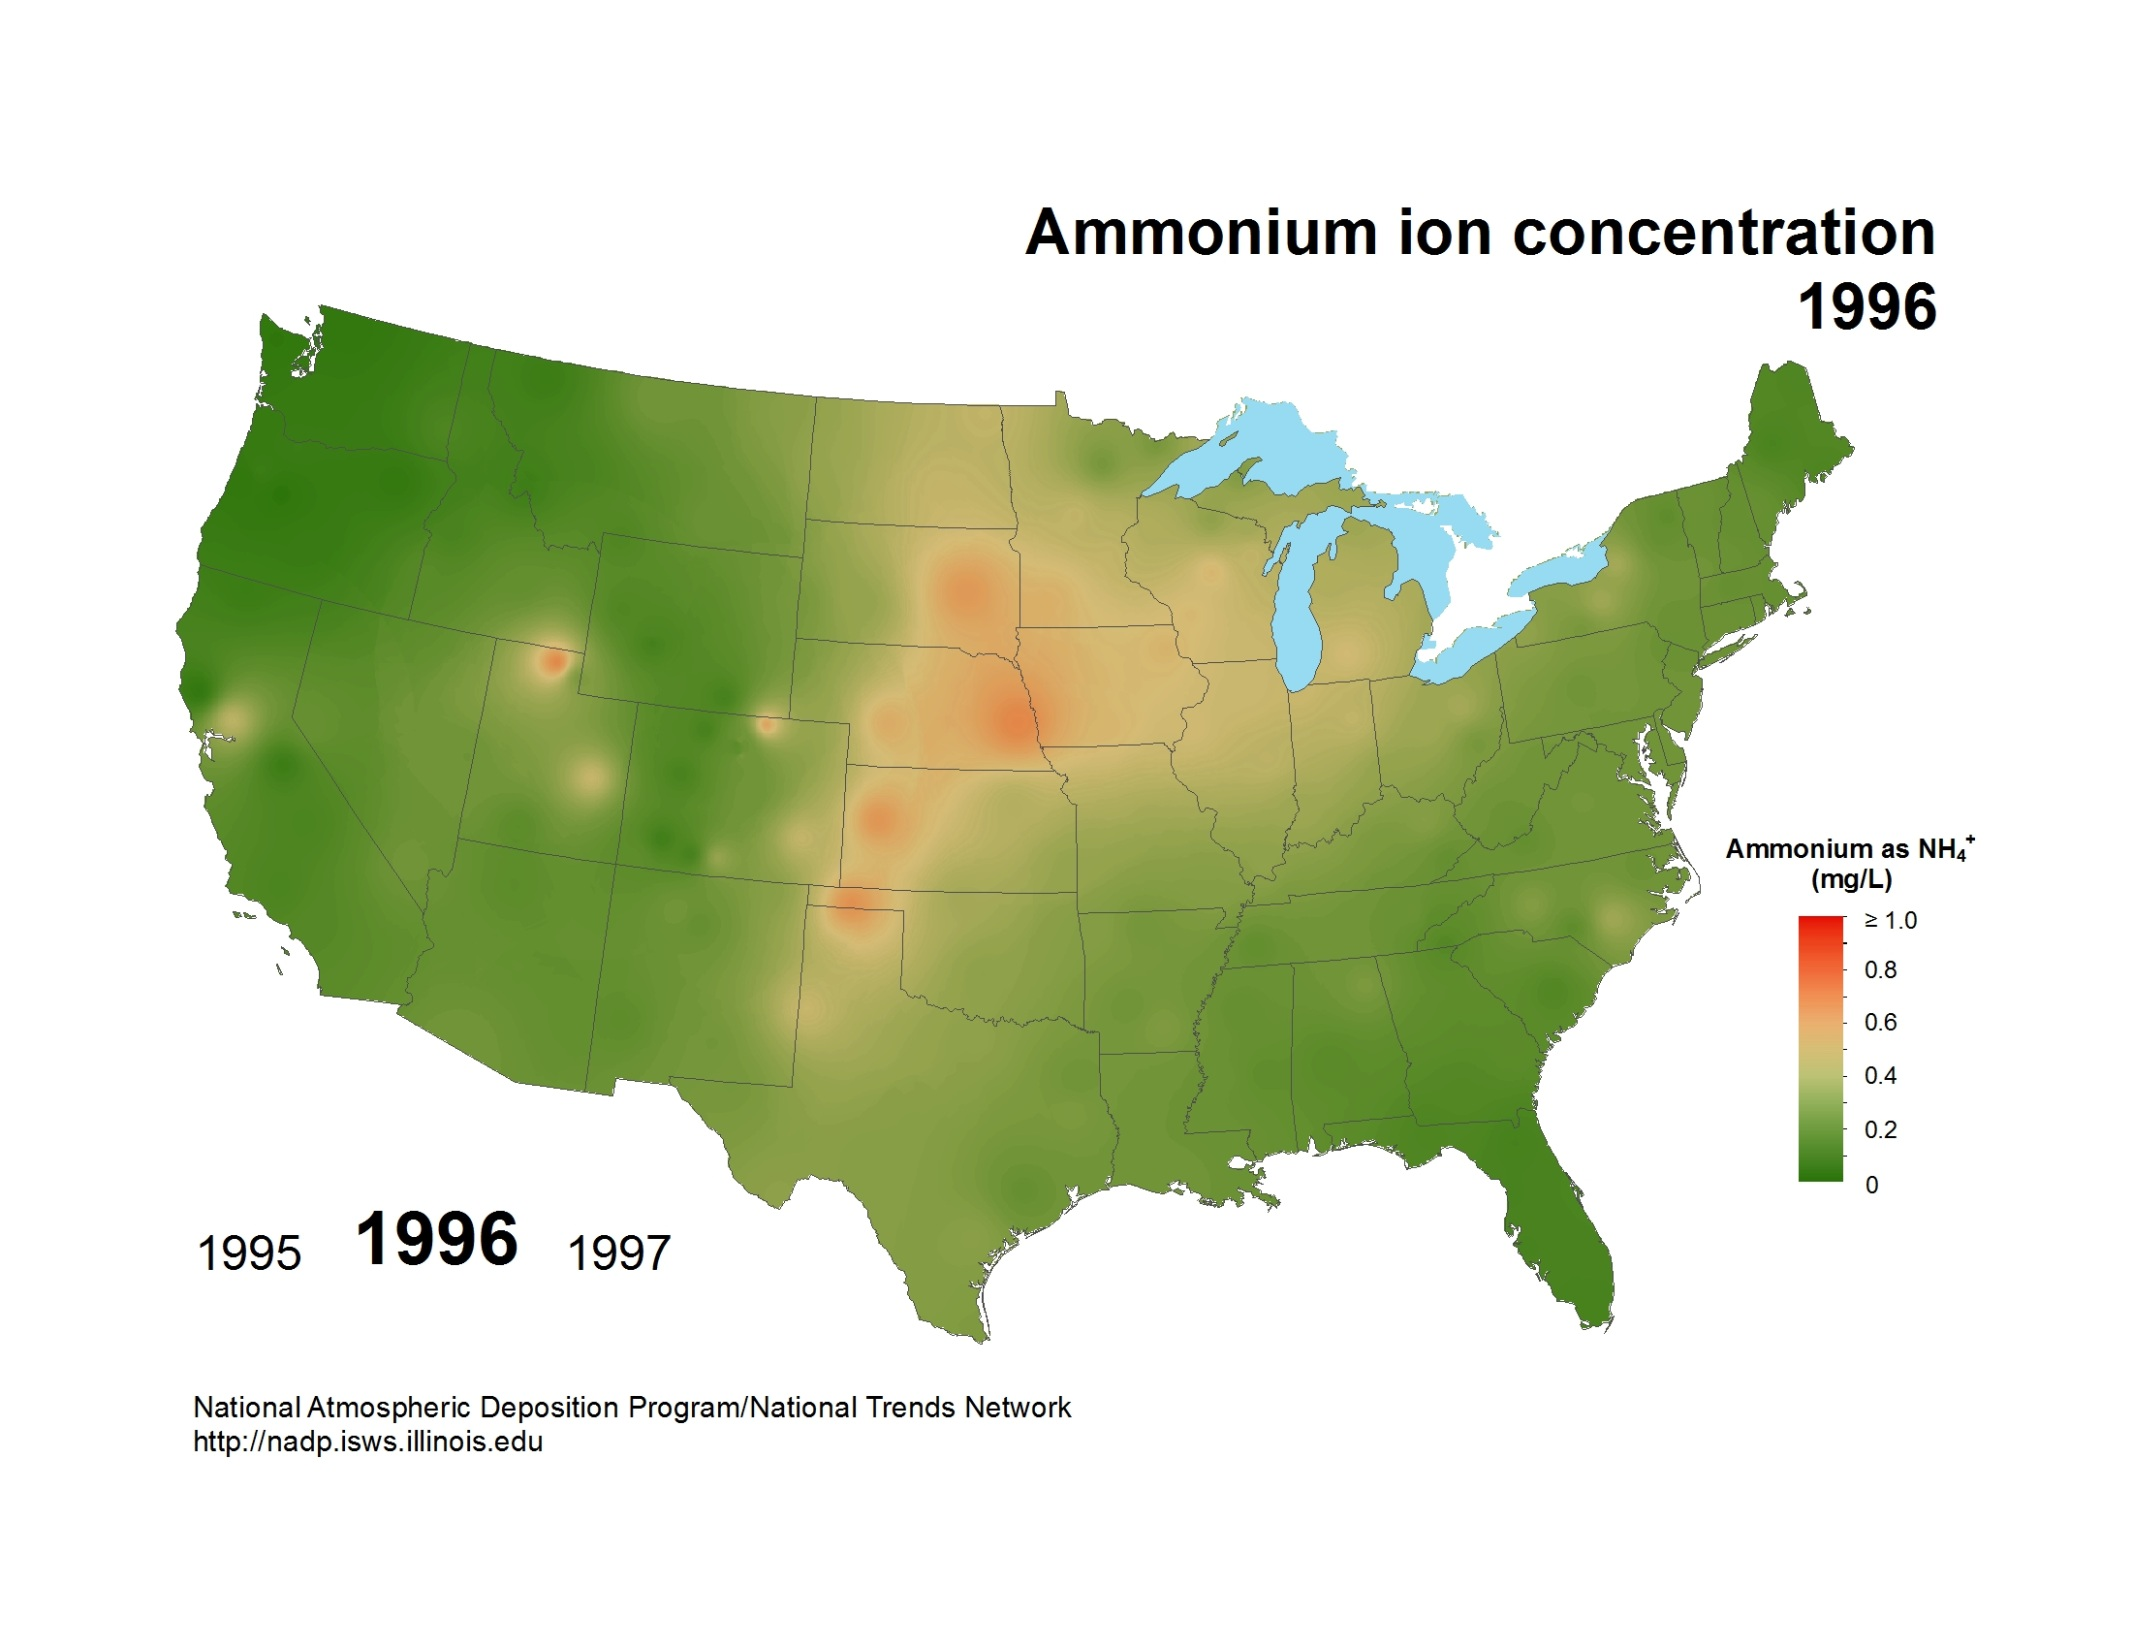 Ammonium ion concentration
1996
Ammonium as NH₄⁺
(mg/L)
≥ 1.0
0.8
0.6
0.4
0.2
0
1995 1996 1997
National Atmospheric Deposition Program/National Trends Network
http://nadp.isws.illinois.edu